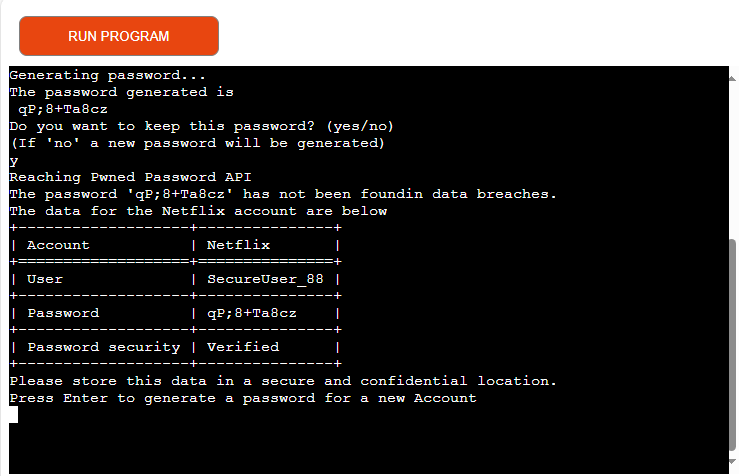 RUN PROGRAM
Generating password...
The password generated is
 qP;8+Ta8cz
Do you want to keep this password? (yes/no)
(If 'no' a new password will be generated)
y
Reaching Pwned Password API
The password 'qP;8+Ta8cz' has not been foundin data breaches.
The data for the Netflix account are below
+-------------------+---------------+
| Account           | Netflix       |
+===================+===============+
| User              | SecureUser_88 |
+-------------------+---------------+
| Password          | qP;8+Ta8cz    |
+-------------------+---------------+
| Password security | Verified      |
+-------------------+---------------+
Please store this data in a secure and confidential location.
Press Enter to generate a password for a new Account